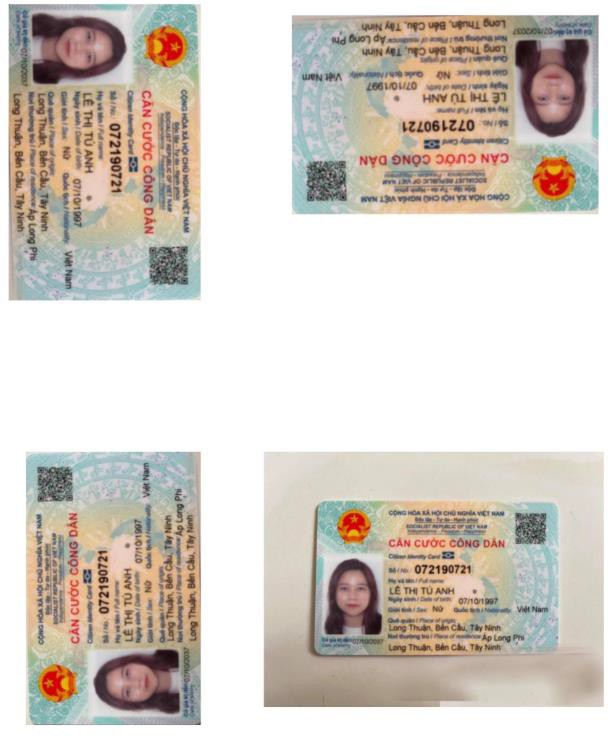 CỘNG HÒA XÃ HỘI CHỦ NGHĨA VIỆT NAM
Độc lập - Tự do - Hạnh phúc
SOCIALIST REPUBLIC OF VIET NAM
Independence - Freedom - Happiness
CĂN CƯỚC CÔNG DÂN
Citizen Identity Card
Số / No.: 072190721
Họ và tên / Full name:
LÊ THỊ TÚ ANH
Ngày sinh / Date of birth: 07/10/1997
Giới tính / Sex: Nữ Quốc tịch / Nationality: Việt Nam
Quê quán / Place of origin:
Long Thuận, Bến Cầu, Tây Ninh
Nơi thường trú / Place of residence: Ấp Long Phi
Long Thuận, Bến Cầu, Tây Ninh
Có giá trị đến: 07/10/2037
Date of expiry
CỘNG HÒA XÃ HỘI CHỦ NGHĨA VIỆT NAM
Độc lập - Tự do - Hạnh phúc
SOCIALIST REPUBLIC OF VIET NAM
Independence - Freedom - Happiness
CĂN CƯỚC CÔNG DÂN
Citizen Identity Card
Số / No.: 072190721
Họ và tên / Full name:
LÊ THỊ TÚ ANH
Ngày sinh / Date of birth: 07/10/1997
Giới tính / Sex: Nữ Quốc tịch / Nationality: Việt Nam
Quê quán / Place of origin:
Long Thuận, Bến Cầu, Tây Ninh
Nơi thường trú / Place of residence: Ấp Long Phi
Long Thuận, Bến Cầu, Tây Ninh
Có giá trị đến: 07/10/2037
Date of expiry
CỘNG HÒA XÃ HỘI CHỦ NGHĨA VIỆT NAM
Độc lập - Tự do - Hạnh phúc
SOCIALIST REPUBLIC OF VIET NAM
Independence - Freedom - Happiness
CĂN CƯỚC CÔNG DÂN
Citizen Identity Card
Số / No.: 072190721
Họ và tên / Full name:
LÊ THỊ TÚ ANH
Ngày sinh / Date of birth: 07/10/1997
Giới tính / Sex: Nữ Quốc tịch / Nationality: Việt Nam
Quê quán / Place of origin:
Long Thuận, Bến Cầu, Tây Ninh
Nơi thường trú / Place of residence: Ấp Long Phi
Long Thuận, Bến Cầu, Tây Ninh
Có giá trị đến: 07/10/2037
Date of expiry
CỘNG HÒA XÃ HỘI CHỦ NGHĨA VIỆT NAM
Độc lập - Tự do - Hạnh phúc
SOCIALIST REPUBLIC OF VIET NAM
Independence - Freedom - Happiness
CĂN CƯỚC CÔNG DÂN
Citizen Identity Card
Số / No.: 072190721
Họ và tên / Full name:
LÊ THỊ TÚ ANH
Ngày sinh / Date of birth: 07/10/1997
Giới tính / Sex: Nữ Quốc tịch / Nationality: Việt Nam
Quê quán / Place of origin:
Long Thuận, Bến Cầu, Tây Ninh
Nơi thường trú / Place of residence: Ấp Long Phi
Long Thuận, Bến Cầu, Tây Ninh
Có giá trị đến: 07/10/2037
Date of expiry